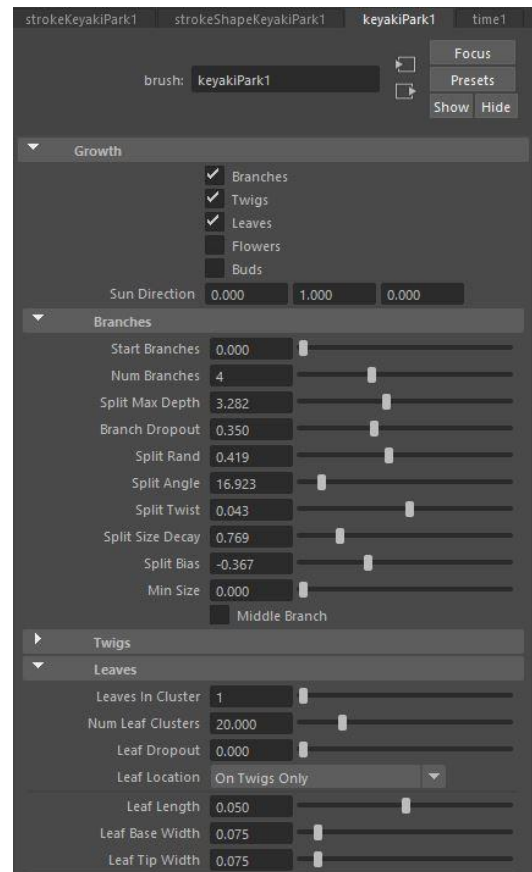 strokeKeyakiPark1 strokeShapeKeyakiPark1 keyakiPark1 time1
Focus
brush: keyakiPark1 Presets
Show Hide
Growth
Branches
Twigs
Leaves
Flowers
Buds
Sun Direction 0.000 1.000 0.000
Branches
Start Branches 0.000
Num Branches 4
Split Max Depth 3.282
Branch Dropout 0.350
Split Rand 0.419
Split Angle 16.923
Split Twist 0.043
Split Size Decay 0.769
Split Bias -0.367
Min Size 0.000
Middle Branch
Twigs
Leaves
Leaves In Cluster 1
Num Leaf Clusters 20.000
Leaf Dropout 0.000
Leaf Location On Twigs Only
Leaf Length 0.050
Leaf Base Width 0.075
Leaf Tip Width 0.075